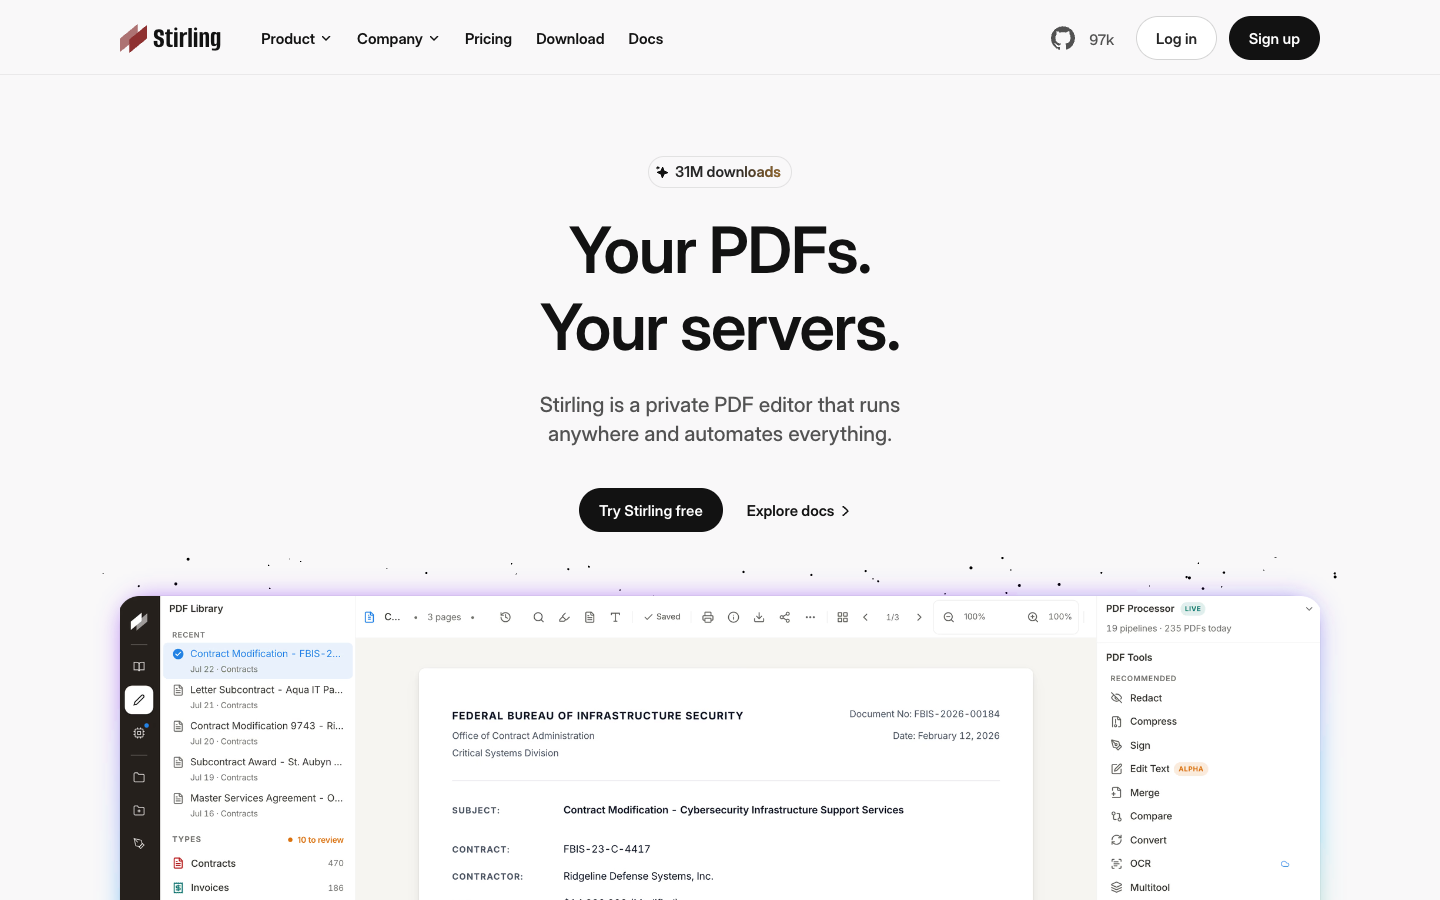 Stirling
Product
Company
Pricing
Download
Docs
97k
Log in
Sign up
31M downloads
Your PDFs.
Your servers.
Stirling is a private PDF editor that runs
anywhere and automates everything.
Try Stirling free
Explore docs
PDF Library
RECENT
Contract Modification - FBIS-2...
Jul 22 · Contracts
Letter Subcontract - Aqua IT Pa...
Jul 21 · Contracts
Contract Modification 9743 - Ri...
Jul 20 · Contracts
Subcontract Award - St. Aubyn ...
Jul 19 · Contracts
Master Services Agreement - O...
Jul 16 · Contracts
TYPES
10 to review
Contracts 470
Invoices 186
C... • 3 pages •
Saved
1/3
100%
100%
FEDERAL BUREAU OF INFRASTRUCTURE SECURITY
Office of Contract Administration
Critical Systems Division
Document No: FBIS-2026-00184
Date: February 12, 2026
SUBJECT: Contract Modification - Cybersecurity Infrastructure Support Services
CONTRACT: FBIS-23-C-4417
CONTRACTOR: Ridgeline Defense Systems, Inc.
PDF Processor LIVE
19 pipelines · 235 PDFs today
PDF Tools
RECOMMENDED
Redact
Compress
Sign
Edit Text ALPHA
Merge
Compare
Convert
OCR
Multitool